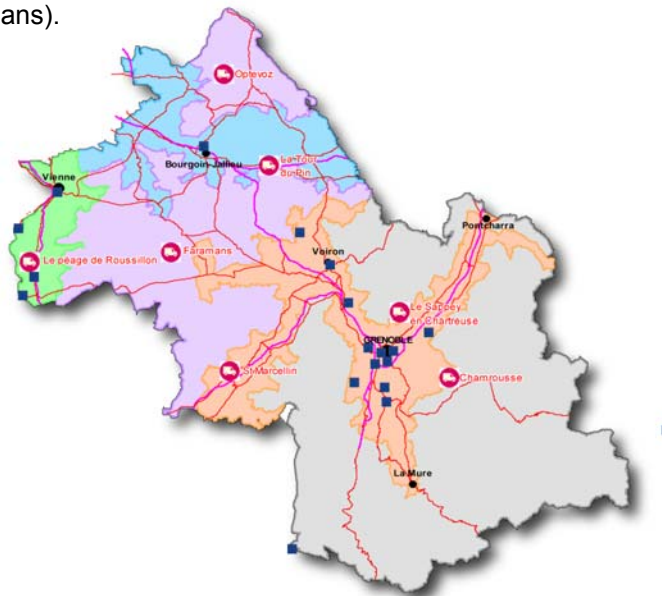 ans).
Optevoz
Bourgoin-Jallieu
La Tour
du Pin
Vienne
Pontcharra
Faramans
Voiron
Le péage de Roussillon
Le Sappey
en Chartreuse
GRENOBLE
St Marcellin
Chamrousse
La Mure